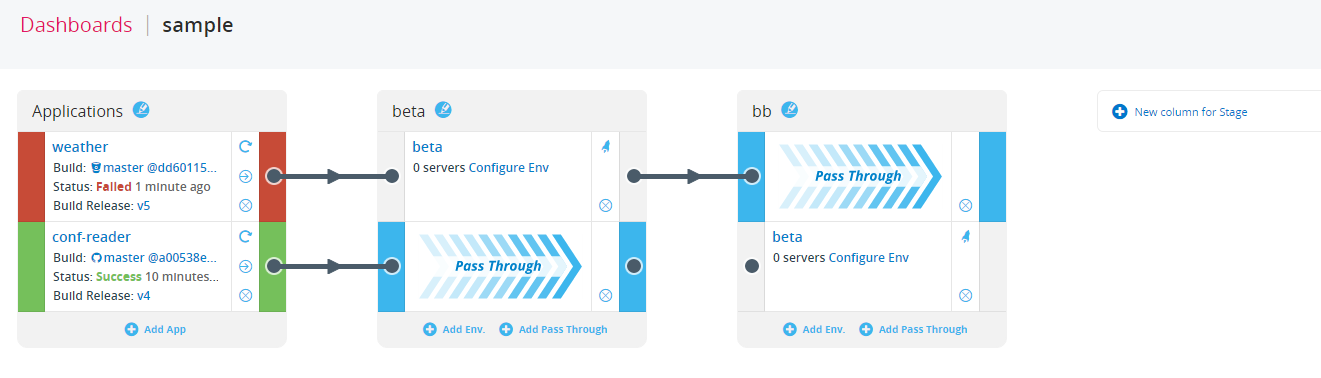 Dashboards | sample
Applications
weather
Build: master @dd60115...
Status: Failed 1 minute ago
Build Release: v5
conf-reader
Build: master @a00538e...
Status: Success 10 minutes...
Build Release: v4
Add App
beta
beta
0 servers Configure Env
Pass Through
Add Env. Add Pass Through
bb
Pass Through
beta
0 servers Configure Env
Add Env. Add Pass Through
New column for Stage